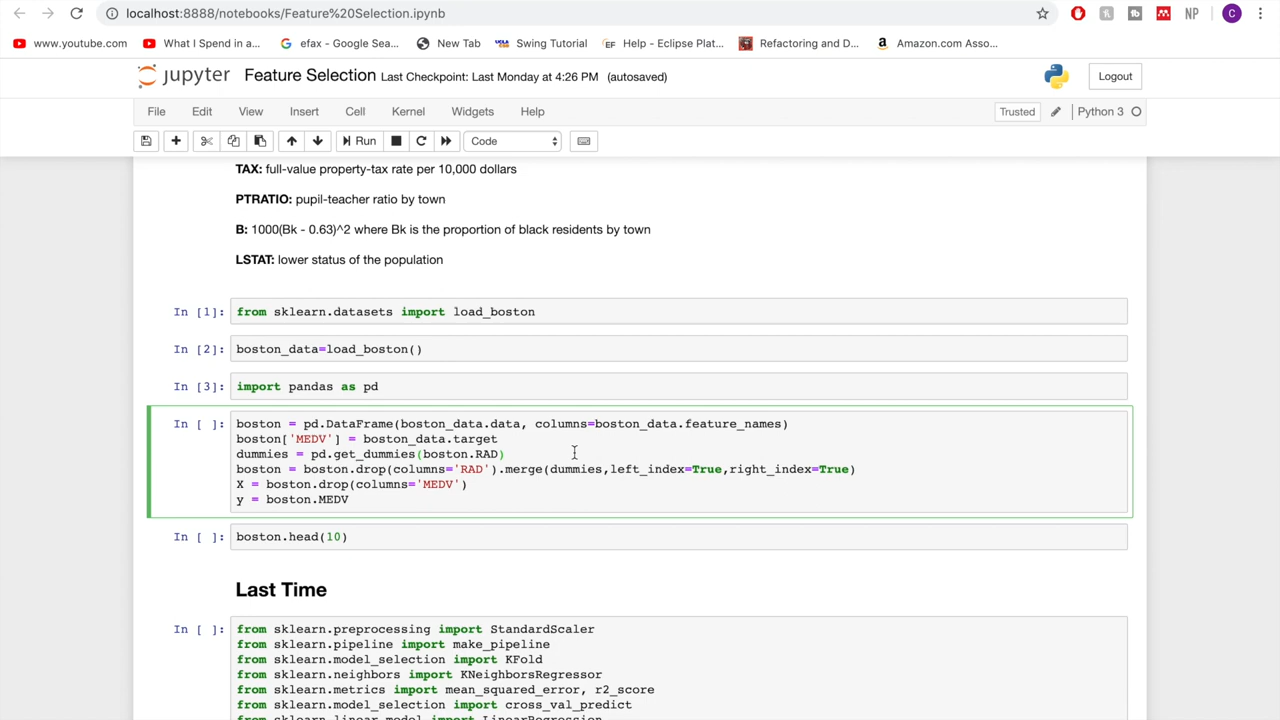 localhost:8888/notebooks/Feature%20Selection.ipynb
NP
C
www.youtube.com What I Spend in a... efax - Google Sea... New Tab Swing Tutorial EF Help - Eclipse Plat... Refactoring and D... Amazon.com Asso...
jupyter Feature Selection Last Checkpoint: Last Monday at 4:26 PM (autosaved) Logout
File Edit View Insert Cell Kernel Widgets Help Trusted Python 3
Run Code
TAX: full-value property-tax rate per 10,000 dollars
PTRATIO: pupil-teacher ratio by town
B: 1000(Bk - 0.63)^2 where Bk is the proportion of black residents by town
LSTAT: lower status of the population
In [1]: from sklearn.datasets import load_boston
In [2]: boston_data=load_boston()
In [3]: import pandas as pd
In [ ]: boston = pd.DataFrame(boston_data.data, columns=boston_data.feature_names)
boston['MEDV'] = boston_data.target
dummies = pd.get_dummies(boston.RAD)
boston = boston.drop(columns='RAD').merge(dummies,left_index=True,right_index=True)
X = boston.drop(columns='MEDV')
y = boston.MEDV
In [ ]: boston.head(10)
Last Time
In [ ]: from sklearn.preprocessing import StandardScaler
from sklearn.pipeline import make_pipeline
from sklearn.model_selection import KFold
from sklearn.neighbors import KNeighborsRegressor
from sklearn.metrics import mean_squared_error, r2_score
from sklearn.model_selection import cross_val_predict
from sklearn.linear_model import LinearRegression